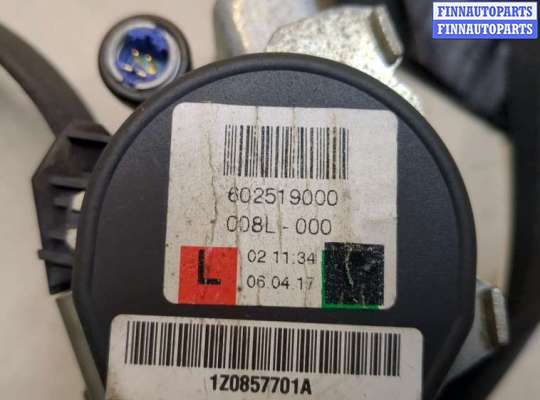 FINNAUTOPARTS
FINNAUTOPARTS
602519000
008L-000
L
02 11:34
06.04.17
1Z0857701A